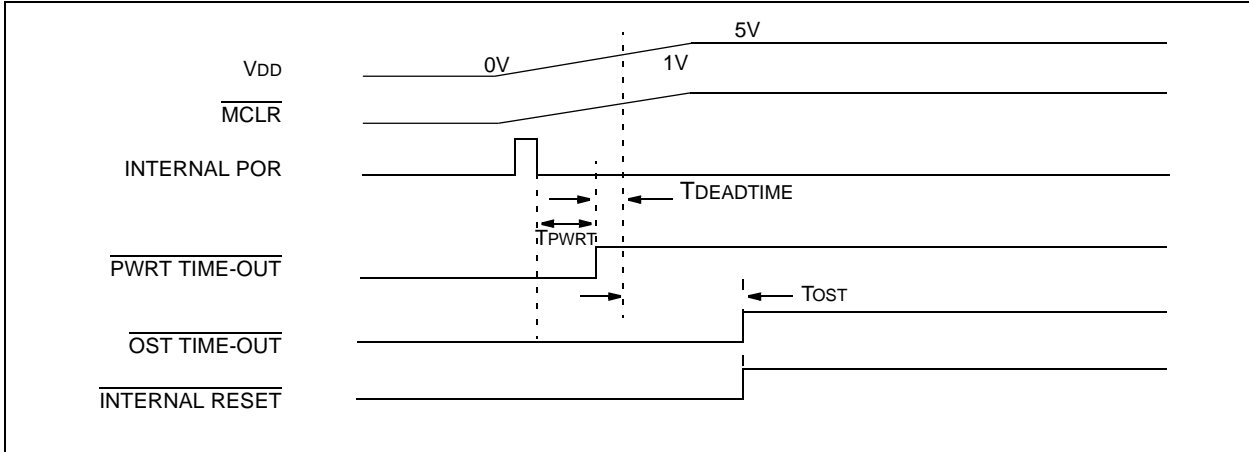 5V
VDD 0V 1V
MCLR
INTERNAL POR
TDEADTIME
TPWRT
PWRT TIME-OUT
TOST
OST TIME-OUT
INTERNAL RESET